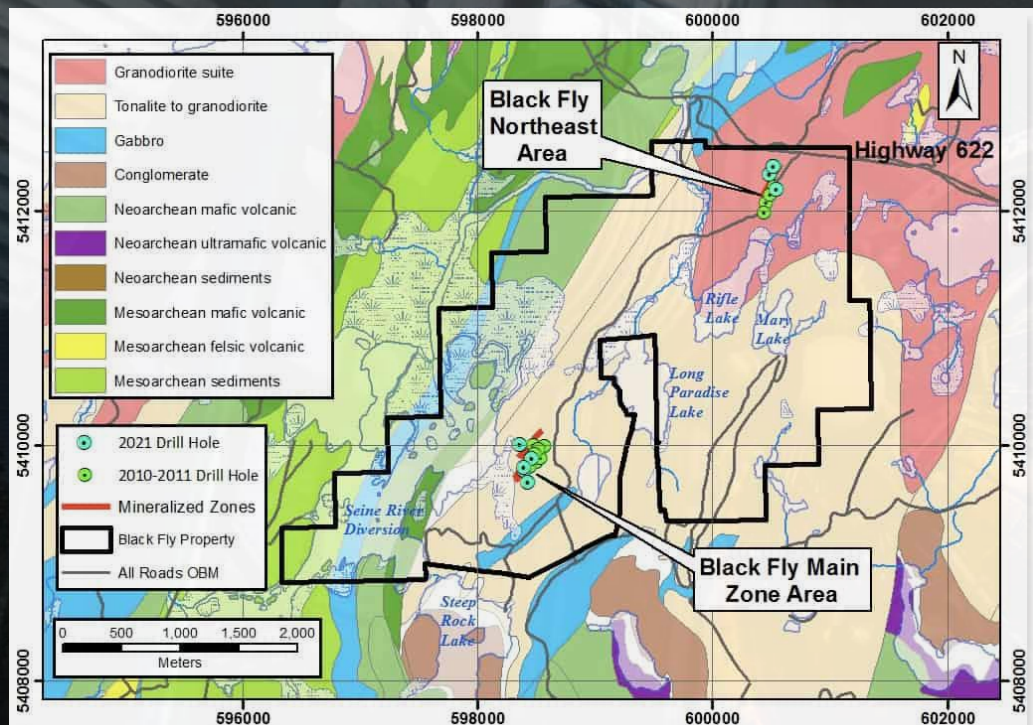 596000 598000 600000 602000
Granodiorite suite
Tonalite to granodiorite
Gabbro
Conglomerate
Neoarchean mafic volcanic
Neoarchean ultramafic volcanic
Neoarchean sediments
Mesoarchean mafic volcanic
Mesoarchean felsic volcanic
Mesoarchean sediments
2021 Drill Hole
2010-2011 Drill Hole
Mineralized Zones
Black Fly Property
All Roads OBM
0 500 1,000 1,500 2,000
Meters
N
Black Fly
Northeast
Area
Highway 622
5412000
5412000
Rifle
Lake
Mary
Lake
Long
Paradise
Lake
5410000
5410000
Seine River
Diversion
Black Fly Main
Zone Area
Steep
Rock
Lake
5408000
5408000
596000 598000 600000 602000